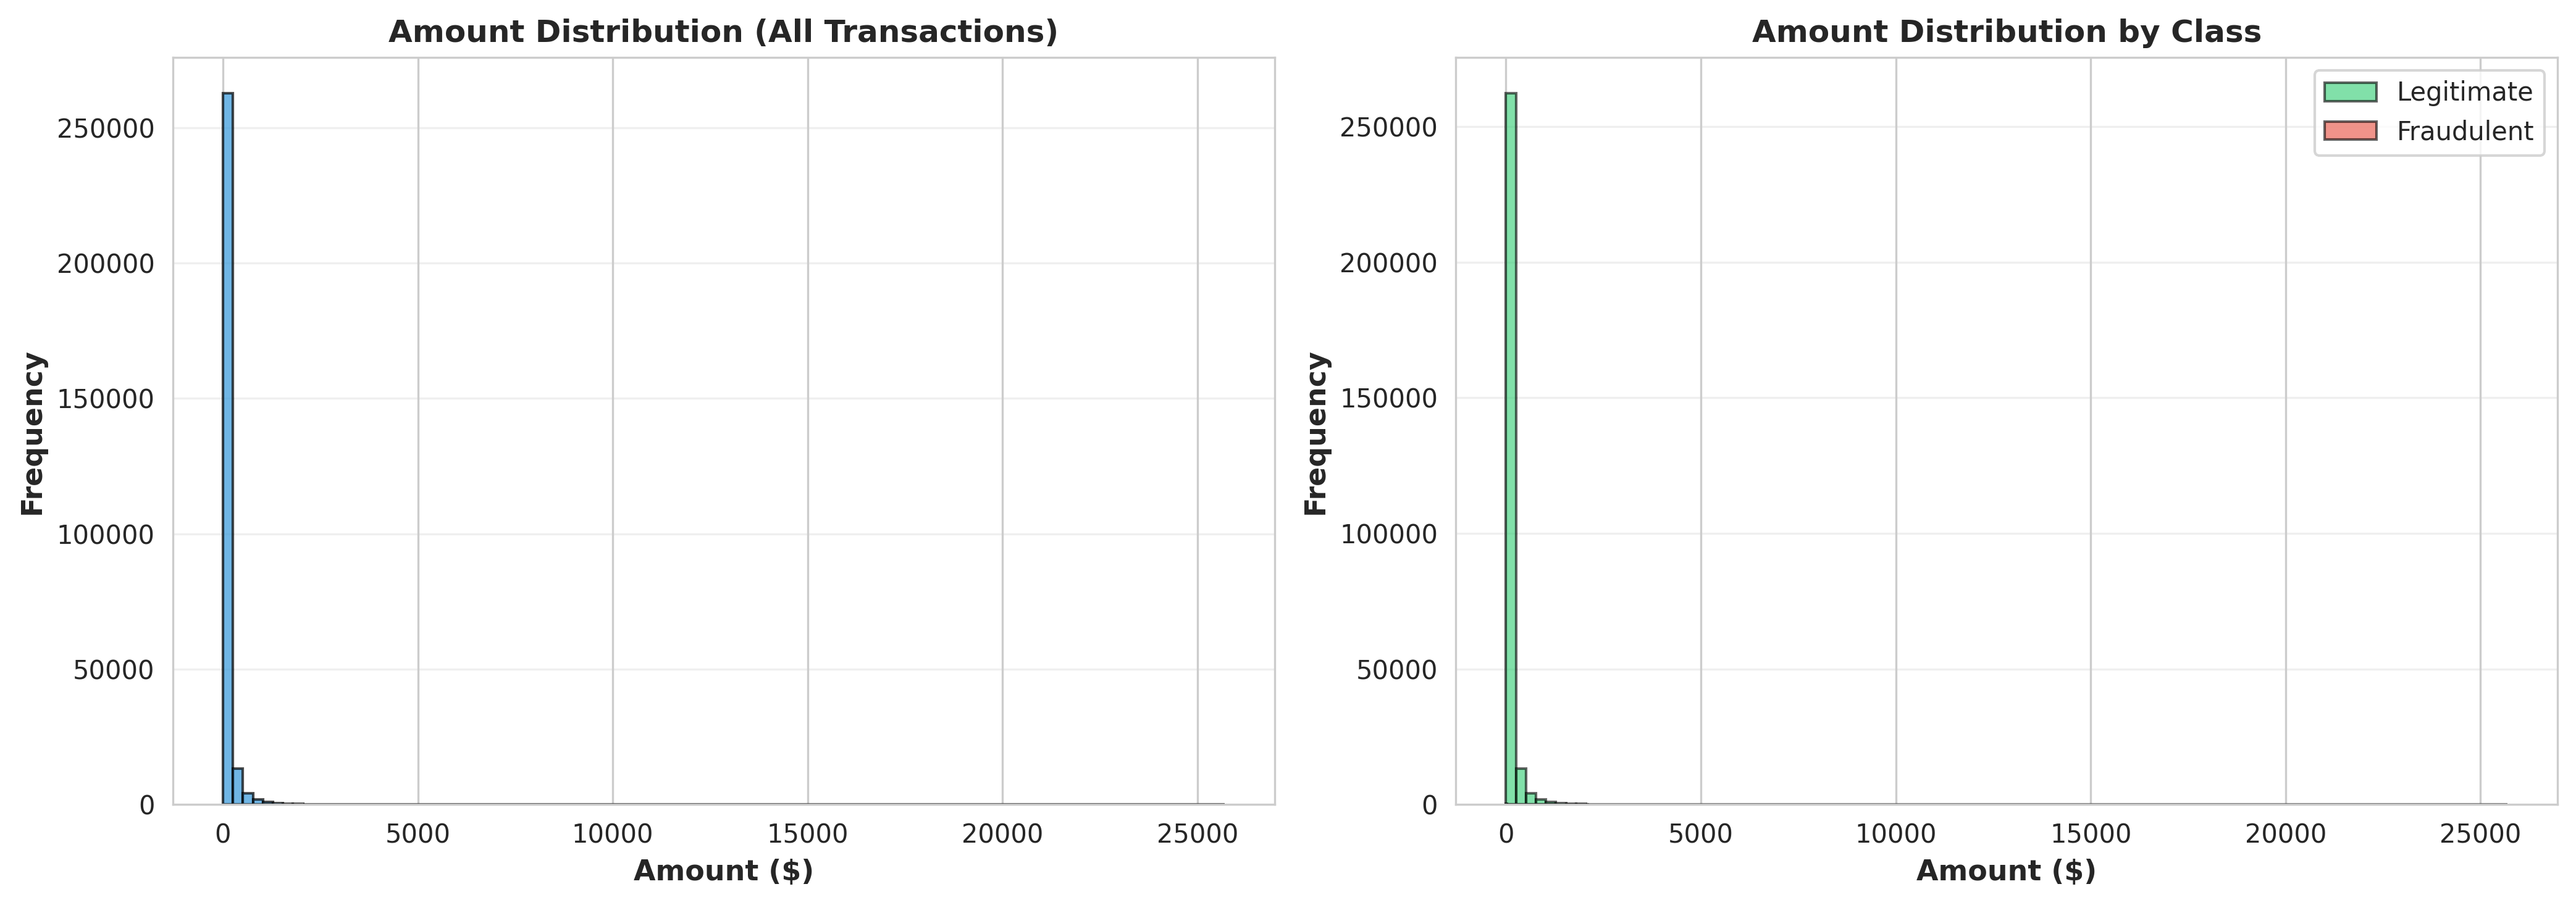 Amount Distribution (All Transactions)
Frequency
250000
200000
150000
100000
50000
0
0 5000 10000 15000 20000 25000
Amount ($)
Amount Distribution by Class
Legitimate
Fraudulent
Frequency
250000
200000
150000
100000
50000
0
0 5000 10000 15000 20000 25000
Amount ($)